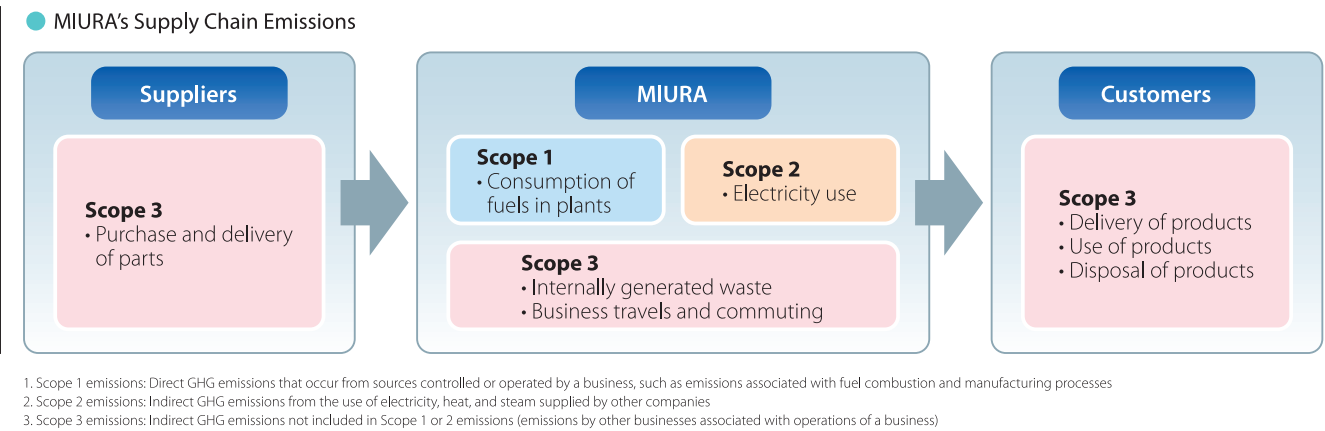 MIURA’s Supply Chain Emissions
Suppliers
Scope 3
• Purchase and delivery
of parts
MIURA
Scope 1
• Consumption of
fuels in plants
Scope 2
• Electricity use
Scope 3
• Internally generated waste
• Business travels and commuting
Customers
Scope 3
• Delivery of products
• Use of products
• Disposal of products
1. Scope 1 emissions: Direct GHG emissions that occur from sources controlled or operated by a business, such as emissions associated with fuel combustion and manufacturing processes
2. Scope 2 emissions: Indirect GHG emissions from the use of electricity, heat, and steam supplied by other companies
3. Scope 3 emissions: Indirect GHG emissions not included in Scope 1 or 2 emissions (emissions by other businesses associated with operations of a business)